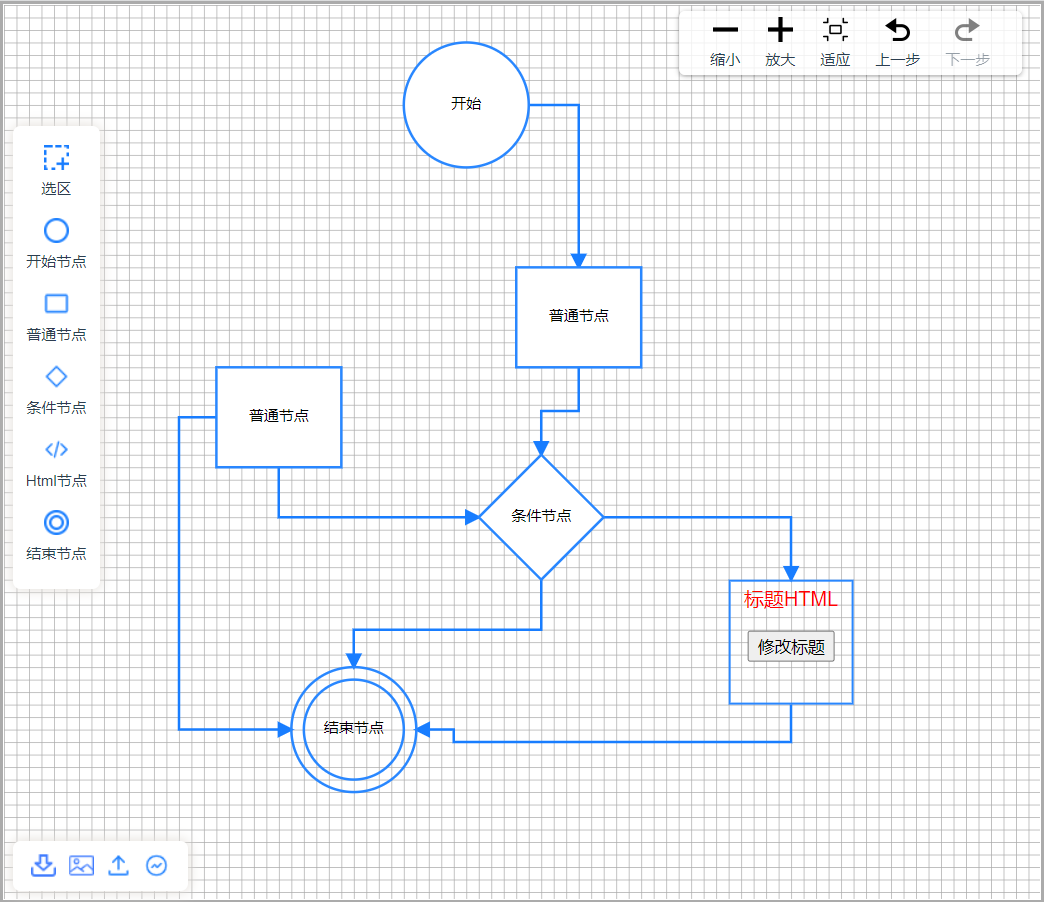 缩小
放大
适应
上一步
下一步
开始
选区
开始节点
普通节点
条件节点
Html节点
结束节点
普通节点
普通节点
条件节点
标题HTML
修改标题
结束节点